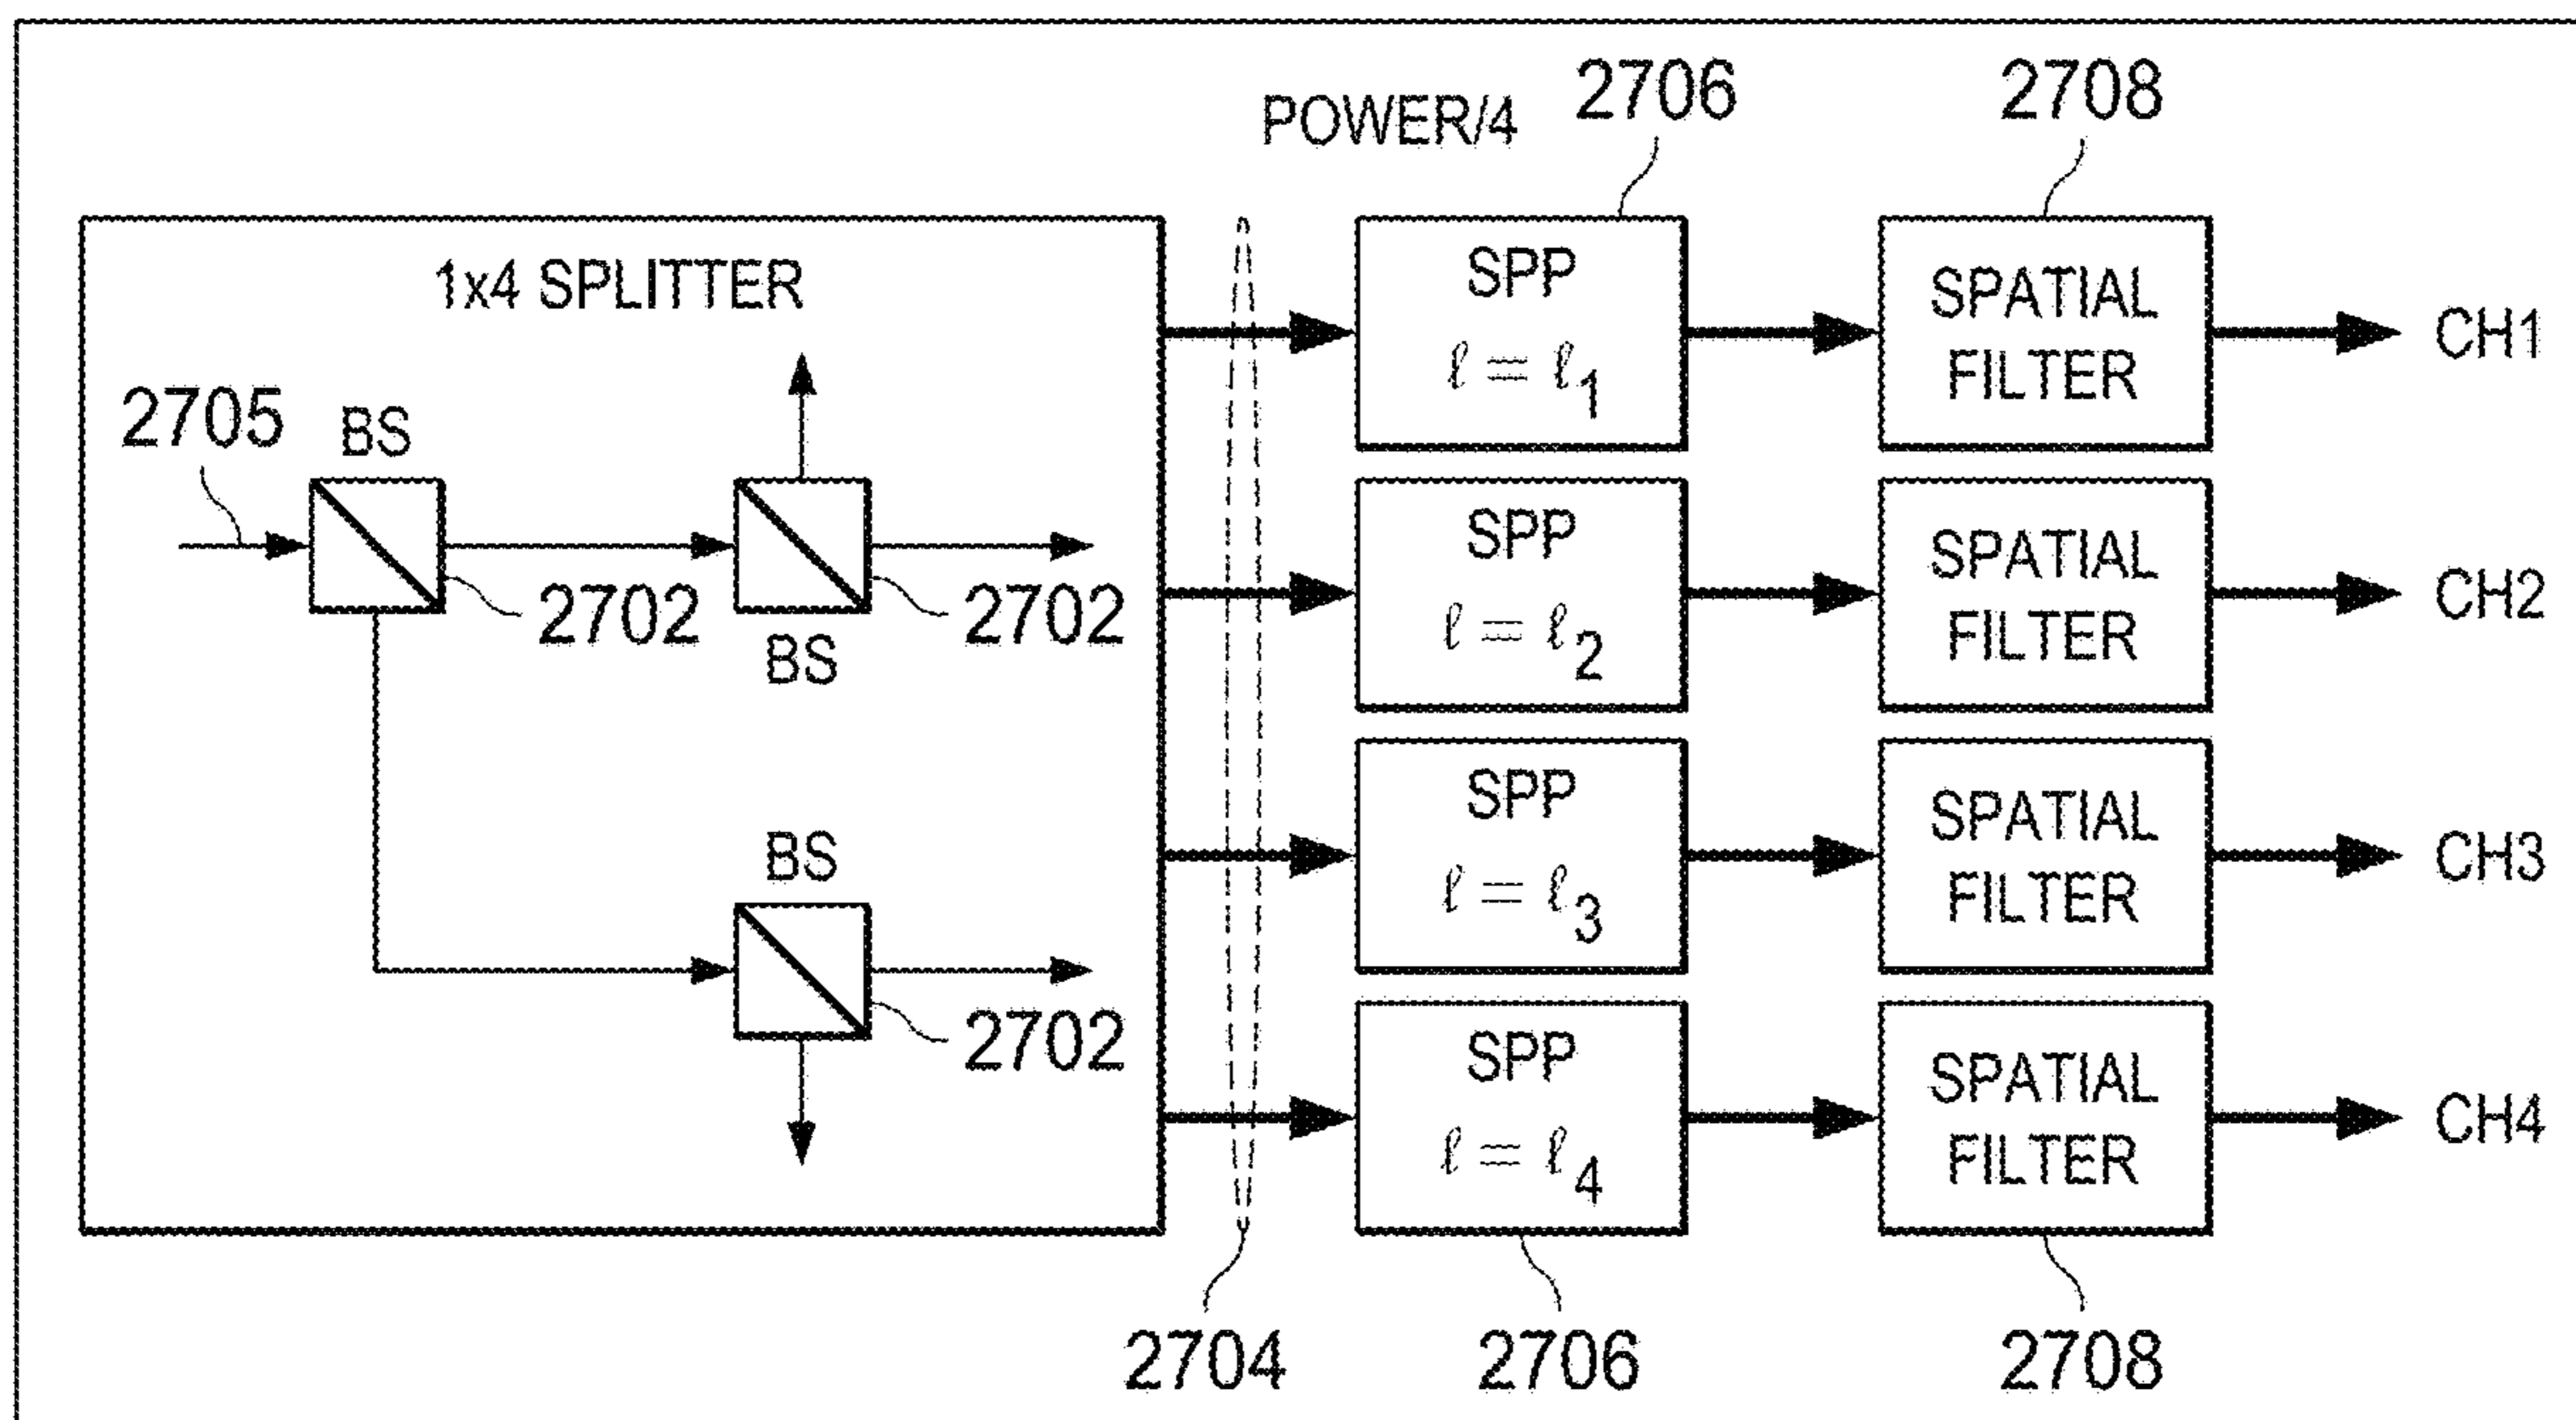 POWER/4
2706
2708
1x4 SPLITTER
2705
BS
2702
BS
2702
BS
2702
SPP
ℓ = ℓ1
SPATIAL
FILTER
CH1
SPP
ℓ = ℓ2
SPATIAL
FILTER
CH2
SPP
ℓ = ℓ3
SPATIAL
FILTER
CH3
SPP
ℓ = ℓ4
SPATIAL
FILTER
CH4
2704
2706
2708